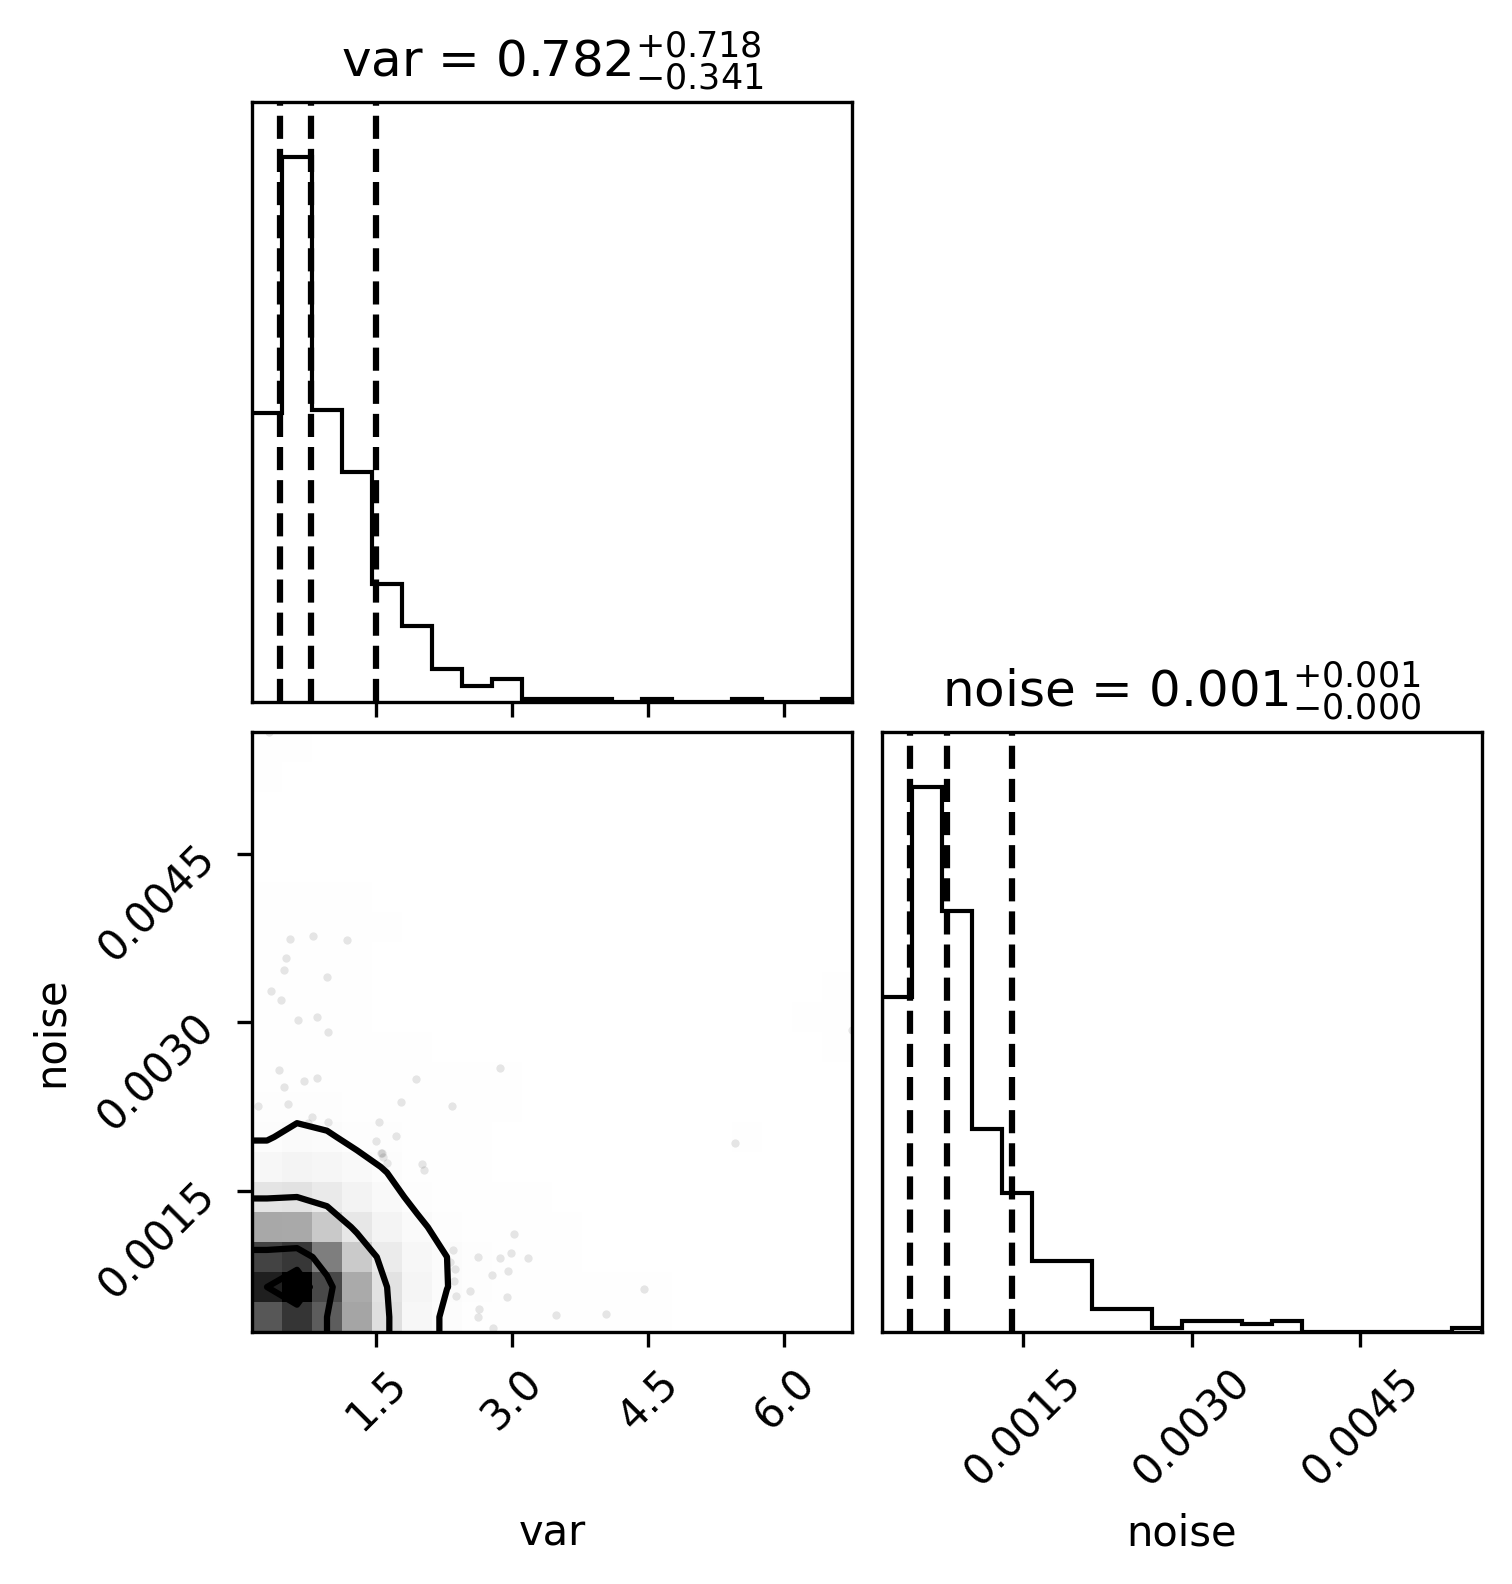 var = 0.782 +0.718 −0.341
noise = 0.001 +0.001 −0.000
0.0045
0.0030
0.0015
noise
1.5 3.0 4.5 6.0
var
0.0015 0.0030 0.0045
noise